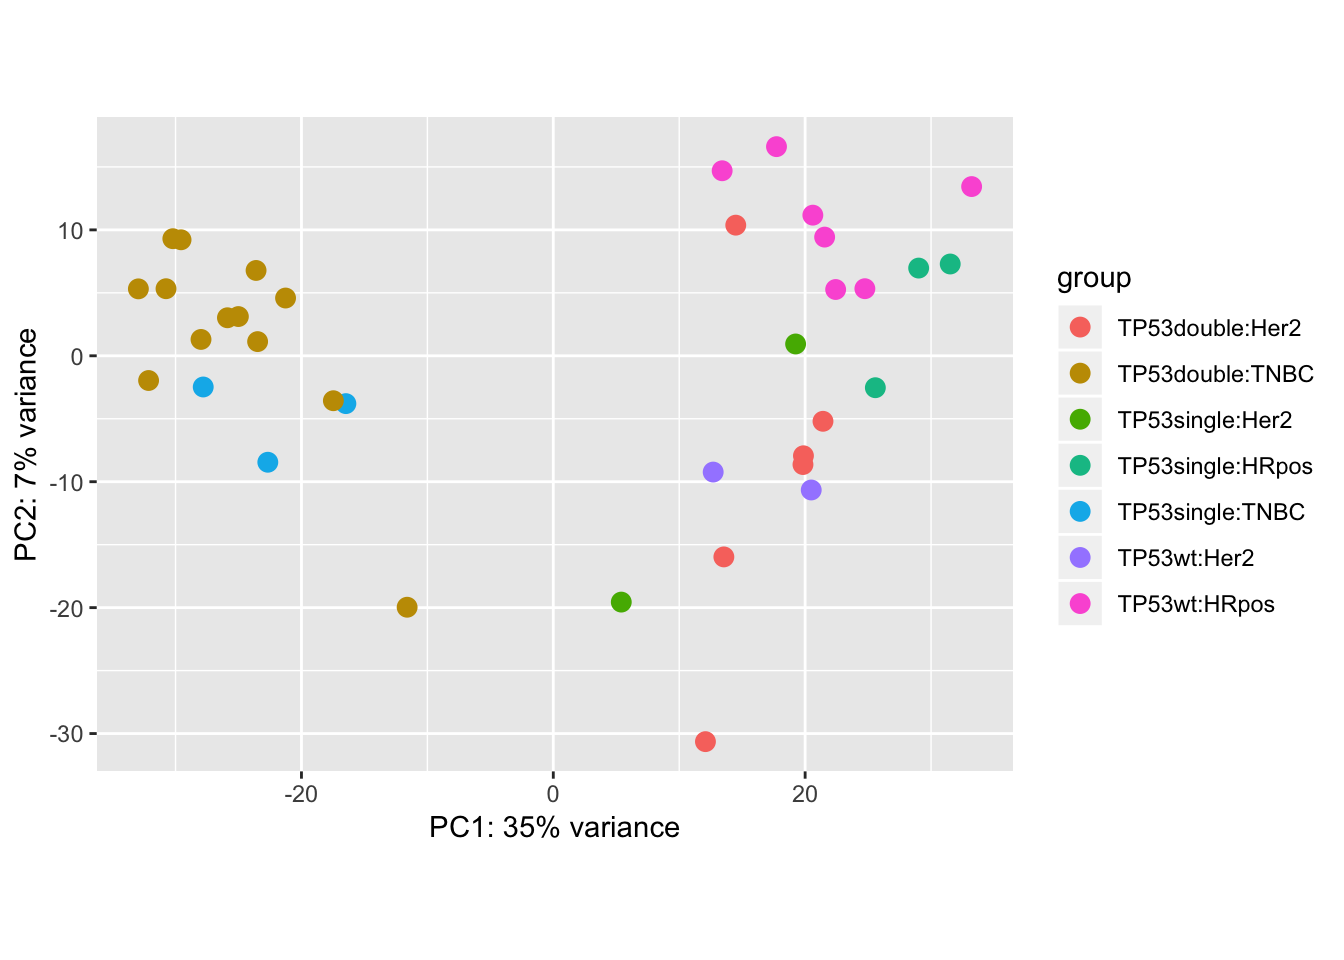 10
0
-10
-20
-30
PC2: 7% variance
-20
0
20
PC1: 35% variance
group
TP53double:Her2
TP53double:TNBC
TP53single:Her2
TP53single:HRpos
TP53single:TNBC
TP53wt:Her2
TP53wt:HRpos